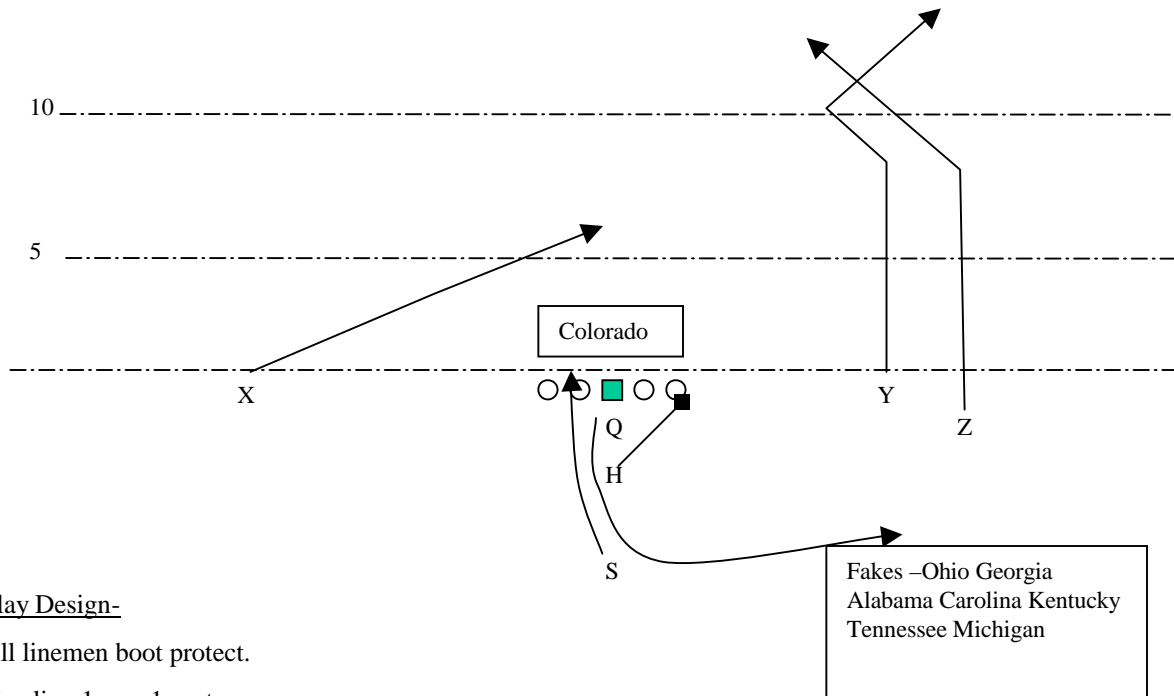 10
5
Colorado
X
Y
Q
Z
H
S
Fakes –Ohio Georgia
Alabama Carolina Kentucky
Tennessee Michigan
lay Design-
ll linemen boot protect.